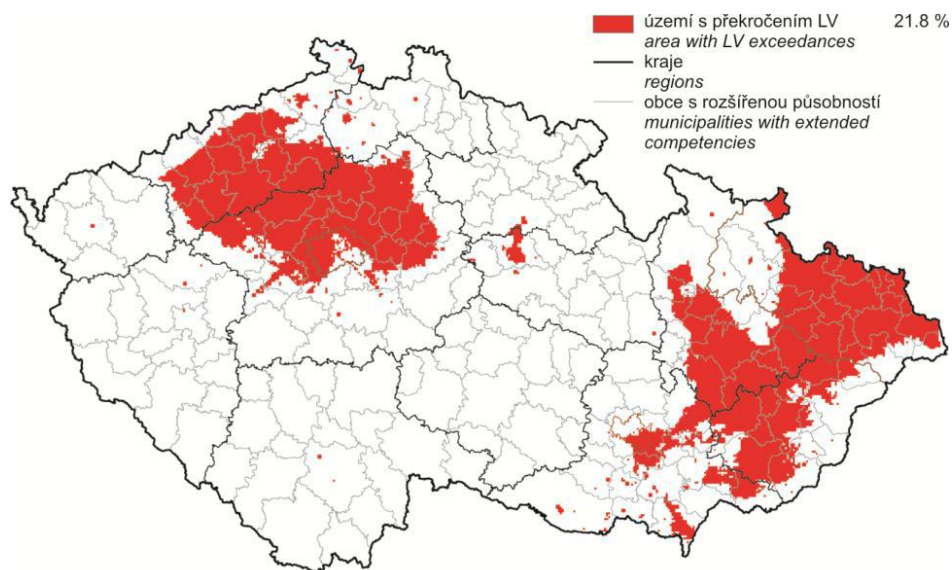 území s překročením LV 21.8 %
area with LV exceedances
kraje
regions
obce s rozšířenou působností
municipalities with extended
competencies